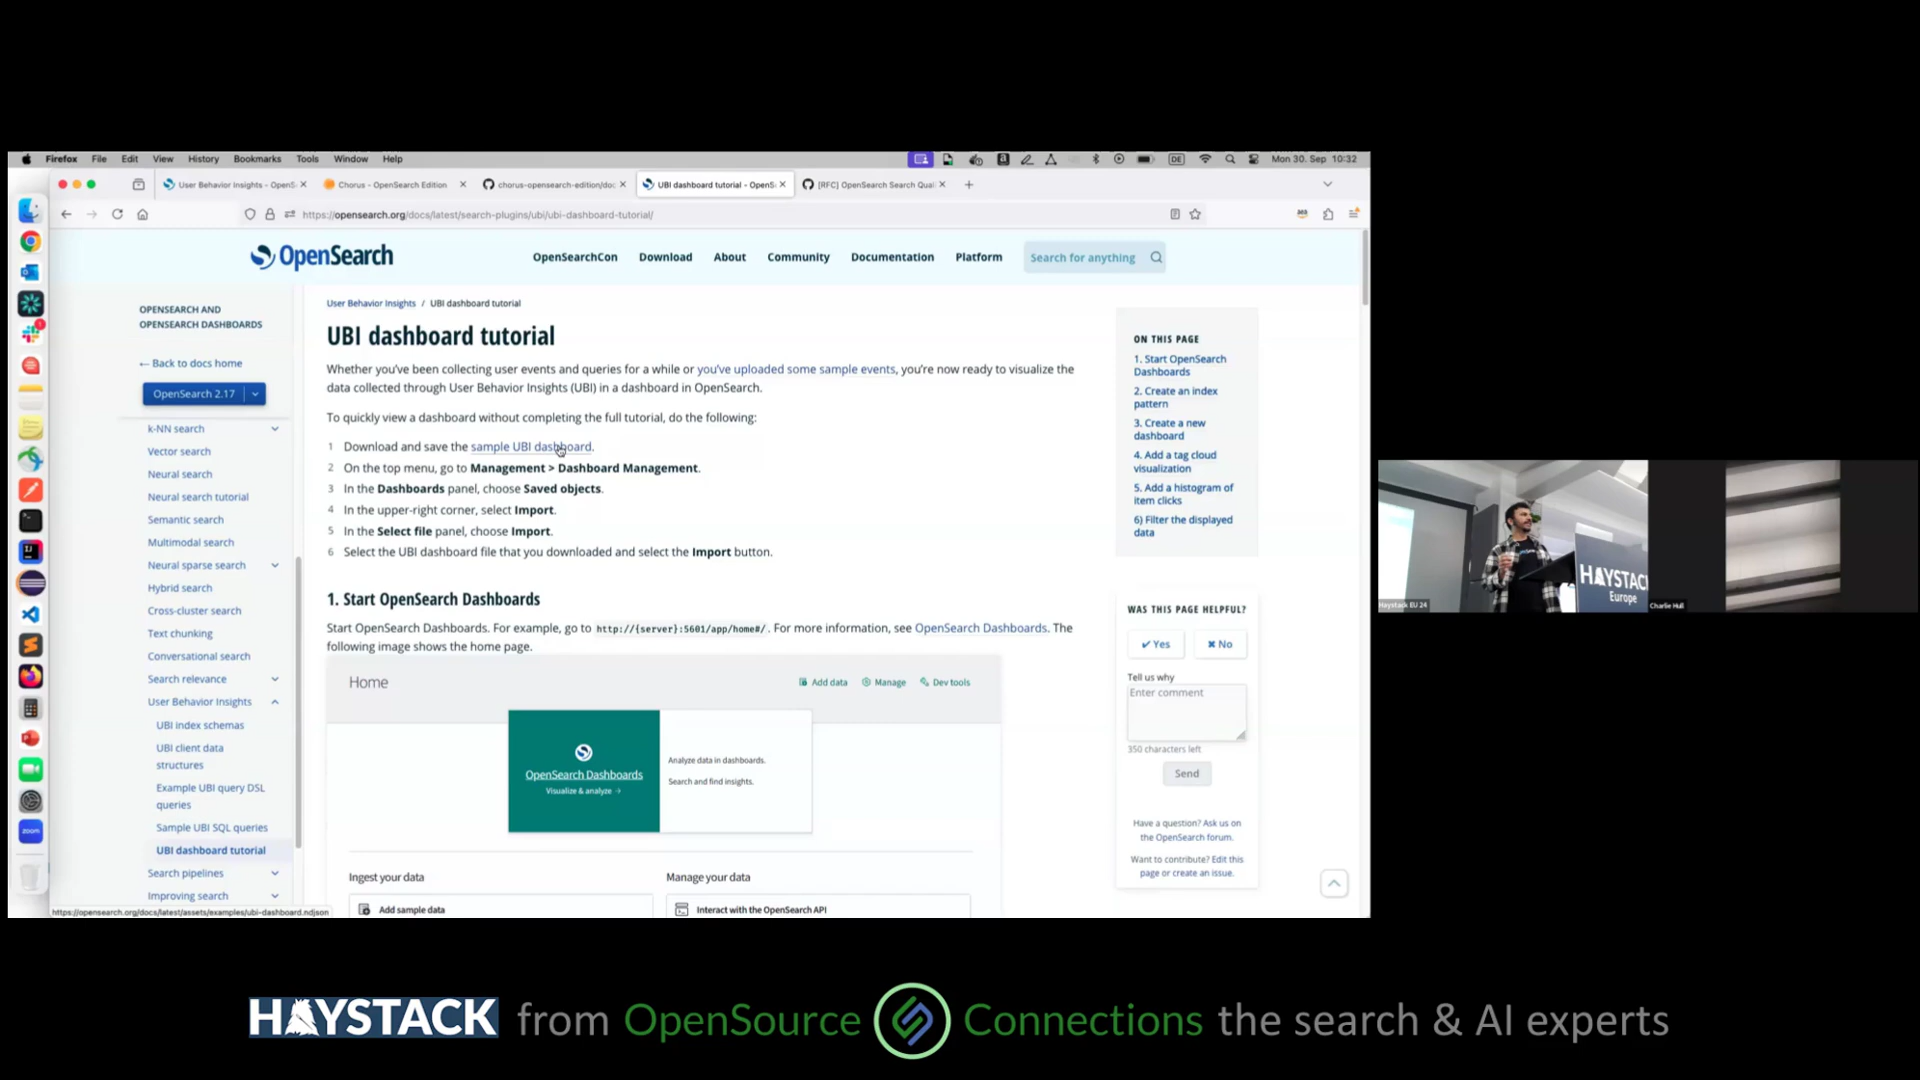 Firefox File Edit View History Bookmarks Tools Window Help
DE
Mon 30. Sep 10:32
User Behavior Insights - OpenS
Chorus - OpenSearch Edition
chorus-opensearch-edition/doc
UBI dashboard tutorial - OpenS
[RFC] OpenSearch Search Qual
https://opensearch.org/docs/latest/search-plugins/ubi/ubi-dashboard-tutorial/
OpenSearch
OpenSearchCon Download About Community Documentation Platform
Search for anything
OPENSEARCH AND
OPENSEARCH DASHBOARDS
← Back to docs home
OpenSearch 2.17
k-NN search
Vector search
Neural search
Neural search tutorial
Semantic search
Multimodal search
Neural sparse search
Hybrid search
Cross-cluster search
Text chunking
Conversational search
Search relevance
User Behavior Insights
UBI index schemas
UBI client data
structures
Example UBI query DSL
queries
Sample UBI SQL queries
UBI dashboard tutorial
Search pipelines
Improving search
User Behavior Insights / UBI dashboard tutorial
UBI dashboard tutorial
Whether you've been collecting user events and queries for a while or you've uploaded some sample events, you're now ready to visualize the
data collected through User Behavior Insights (UBI) in a dashboard in OpenSearch.
To quickly view a dashboard without completing the full tutorial, do the following:
1 Download and save the sample UBI dashboard.
2 On the top menu, go to Management > Dashboard Management.
3 In the Dashboards panel, choose Saved objects.
4 In the upper-right corner, select Import.
5 In the Select file panel, choose Import.
6 Select the UBI dashboard file that you downloaded and select the Import button.
1. Start OpenSearch Dashboards
Start OpenSearch Dashboards. For example, go to http://{server}:5601/app/home#/. For more information, see OpenSearch Dashboards. The
following image shows the home page.
Home
Add data Manage Dev tools
OpenSearch Dashboards
Visualize & analyze →
Analyze data in dashboards.
Search and find insights.
Ingest your data
Manage your data
Add sample data
Interact with the OpenSearch API
ON THIS PAGE
1. Start OpenSearch
Dashboards
2. Create an index
pattern
3. Create a new
dashboard
4. Add a tag cloud
visualization
5. Add a histogram of
item clicks
6) Filter the displayed
data
WAS THIS PAGE HELPFUL?
✔ Yes
✖ No
Tell us why
Enter comment
350 characters left
Send
Have a question? Ask us on
the OpenSearch forum.
Want to contribute? Edit this
page or create an issue.
https://opensearch.org/docs/latest/assets/examples/ubi-dashboard.ndjson
zoom
HAYSTAC
Europe
Haystack EU 24
Charlie Hull
HAYSTACK from OpenSource Connections the search & AI experts